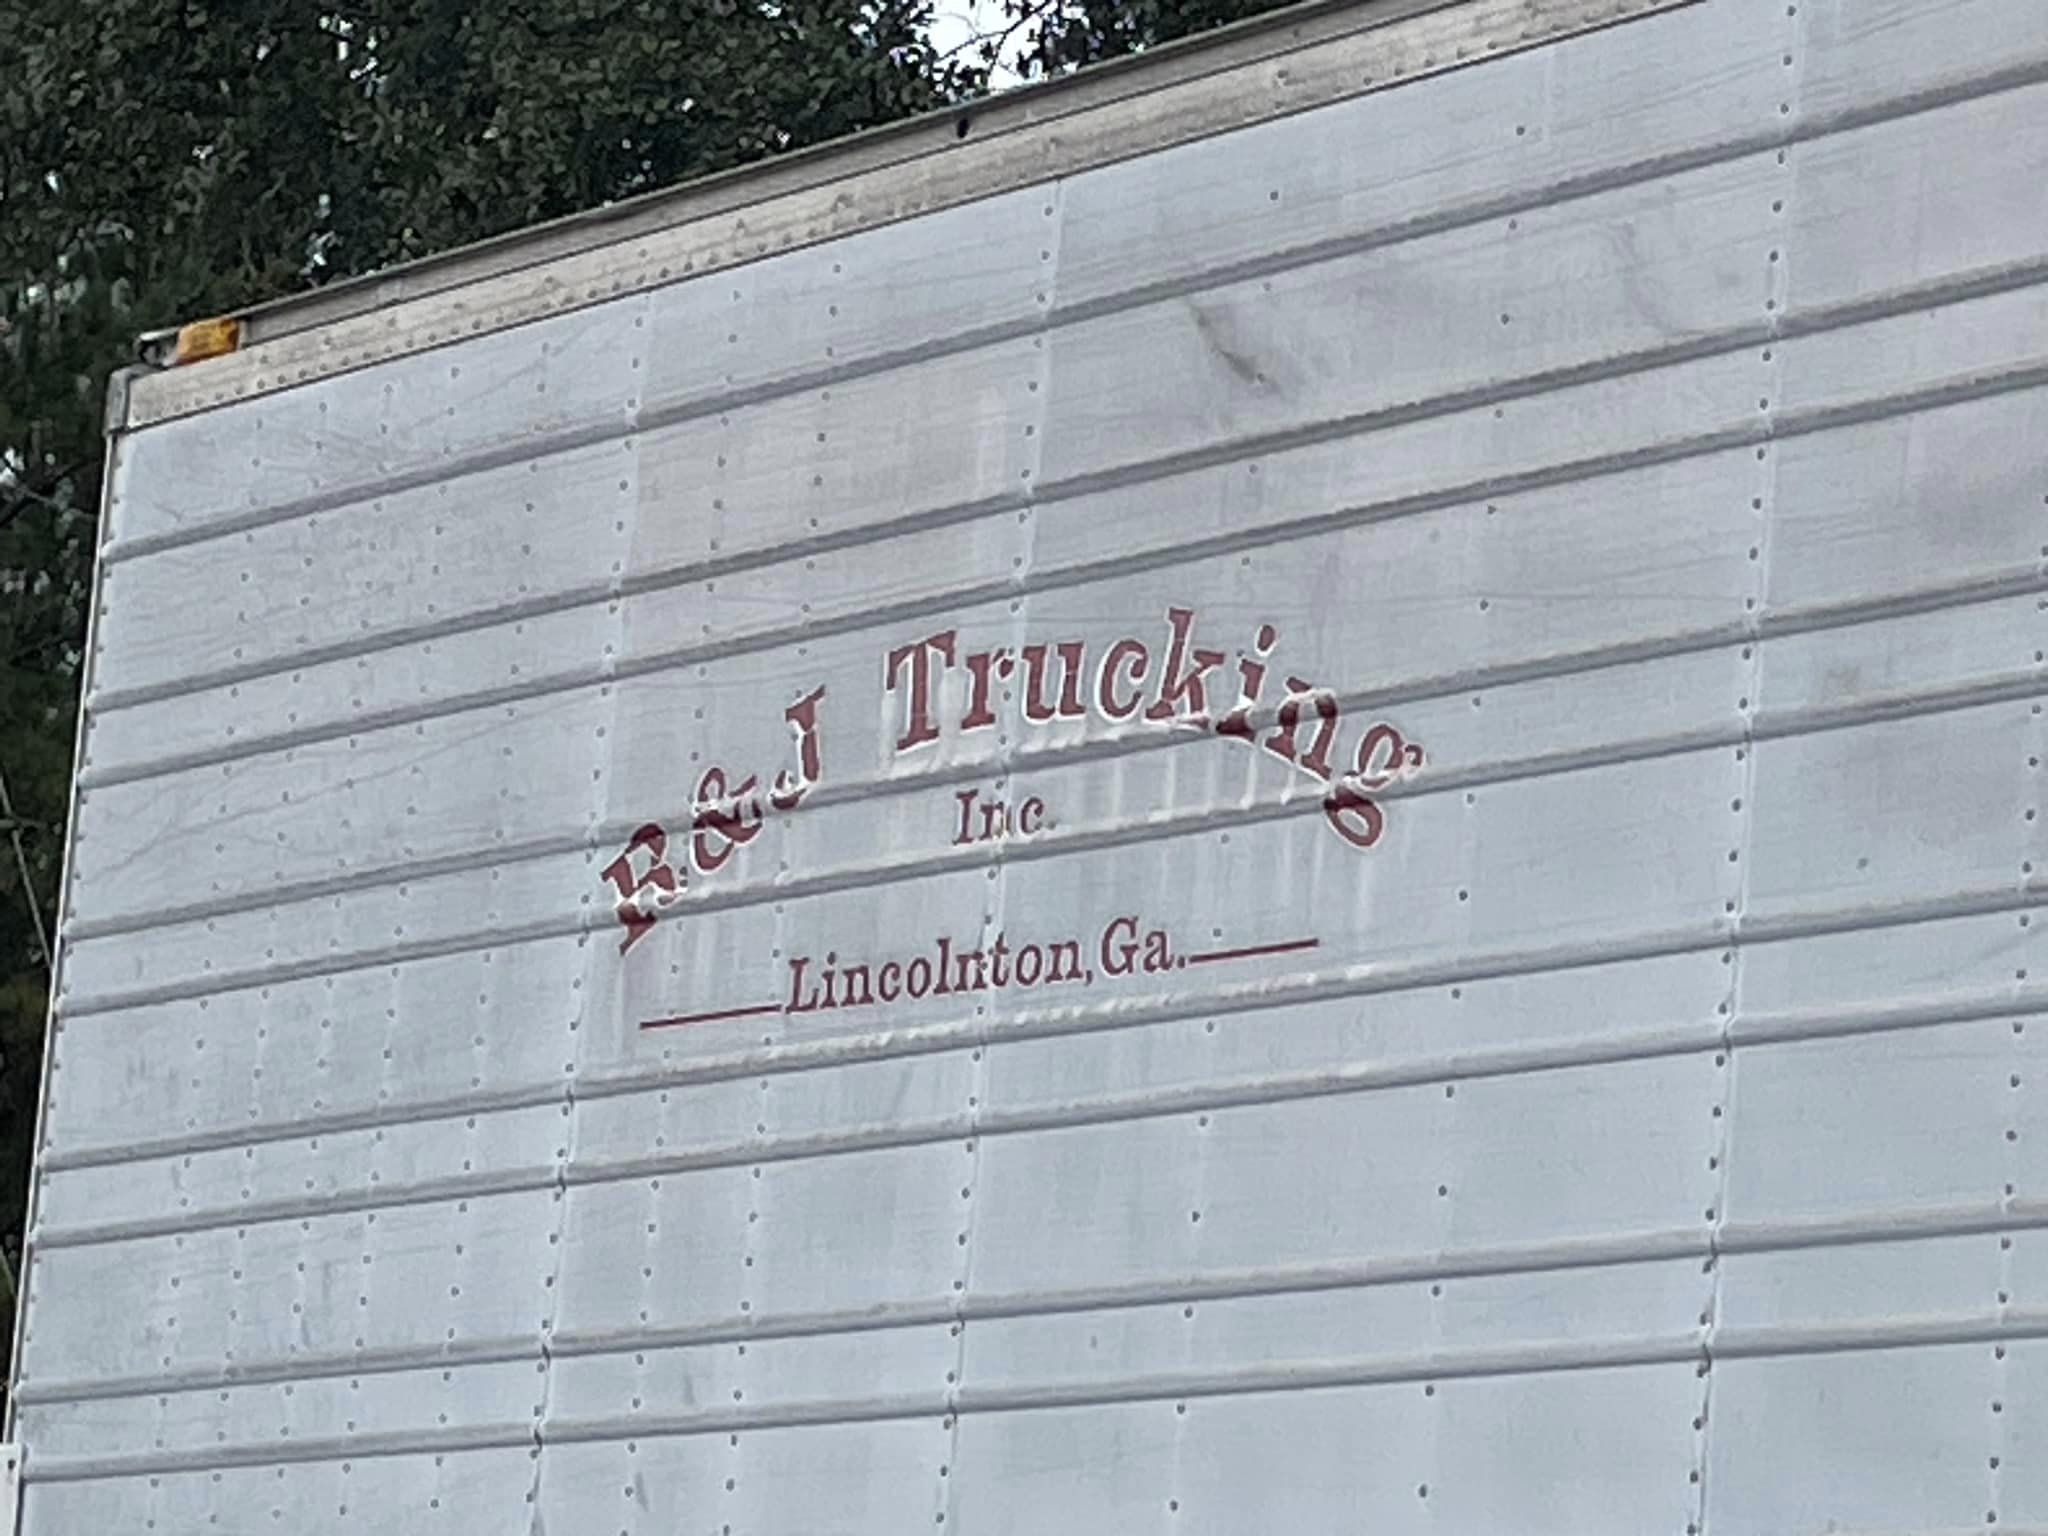 R&J Trucking
Inc.
Lincolnton, Ga.